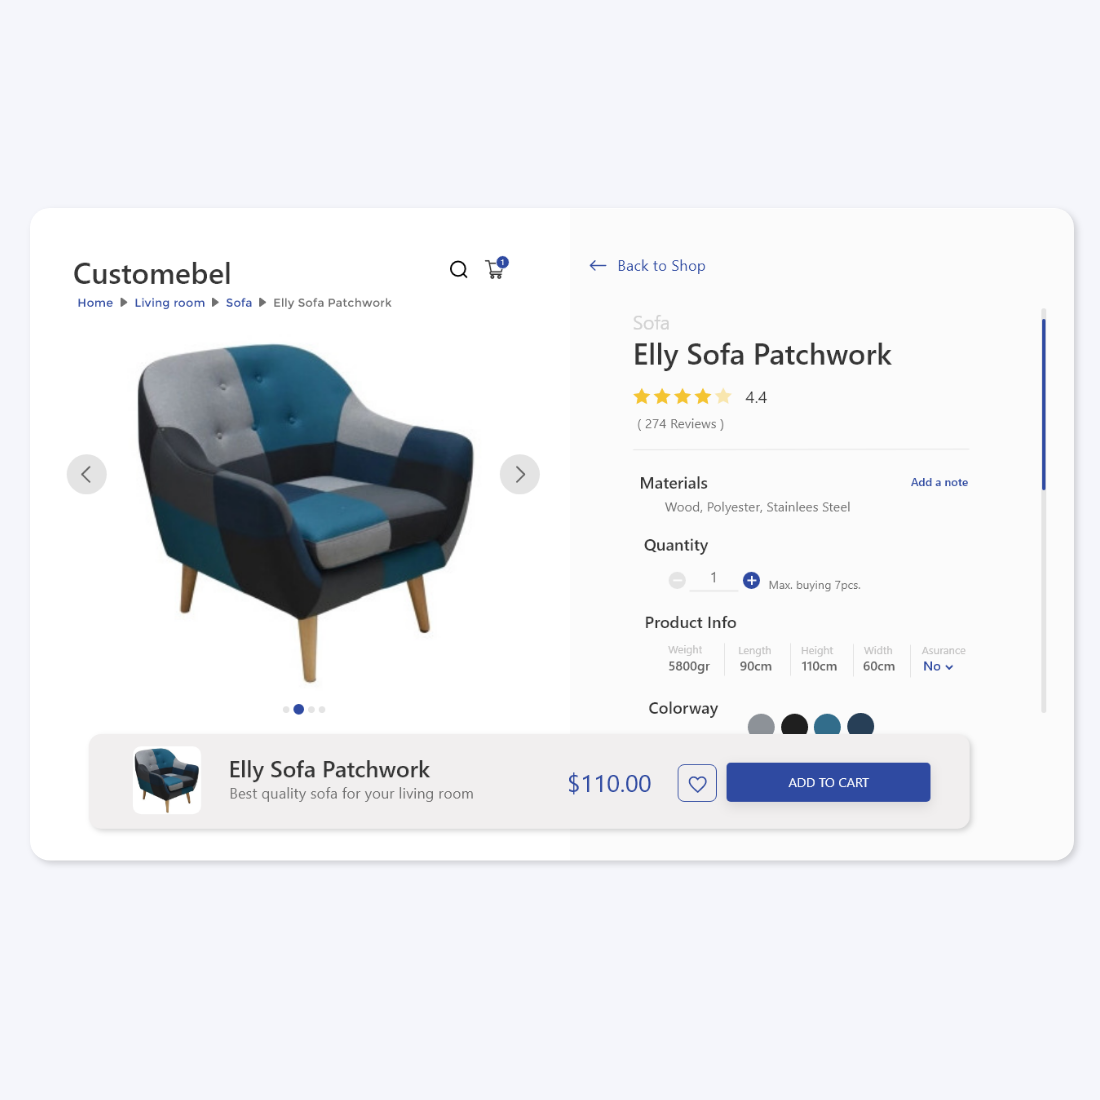 Customebel
1
Home Living room Sofa Elly Sofa Patchwork
Back to Shop
Sofa
Elly Sofa Patchwork
4.4
( 274 Reviews )
Materials
Add a note
Wood, Polyester, Stainlees Steel
Quantity
1
Max. buying 7pcs.
Product Info
Weight Length Height Width Asurance
5800gr 90cm 110cm 60cm No
Colorway
Elly Sofa Patchwork
Best quality sofa for your living room
$110.00
ADD TO CART